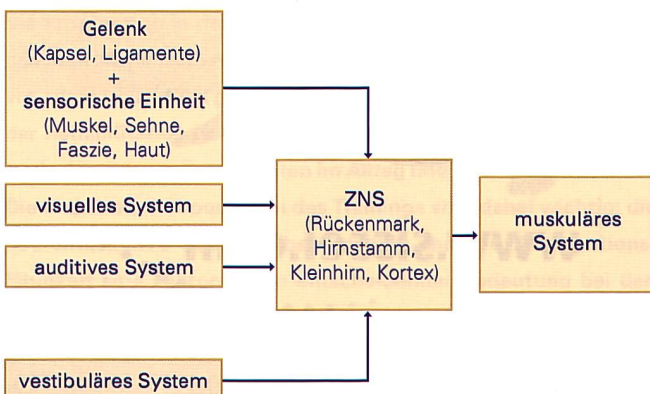 Gelenk
(Kapsel, Ligamente)
+
sensorische Einheit
(Muskel, Sehne,
Faszie, Haut)
visuelles System
auditives System
vestibuläres System
ZNS
(Rückenmark,
Hirnstamm,
Kleinhirn, Kortex)
muskuläres
System